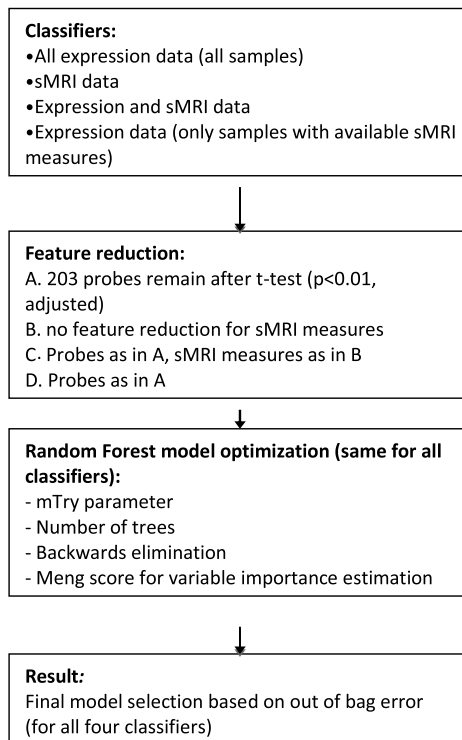 Classifiers:
•All expression data (all samples)
•sMRI data
•Expression and sMRI data
•Expression data (only samples with available sMRI
measures)
Feature reduction:
A. 203 probes remain after t-test (p<0.01,
adjusted)
B. no feature reduction for sMRI measures
C. Probes as in A, sMRI measures as in B
D. Probes as in A
Random Forest model optimization (same for all
classifiers):
- mTry parameter
- Number of trees
- Backwards elimination
- Meng score for variable importance estimation
Result:
Final model selection based on out of bag error
(for all four classifiers)